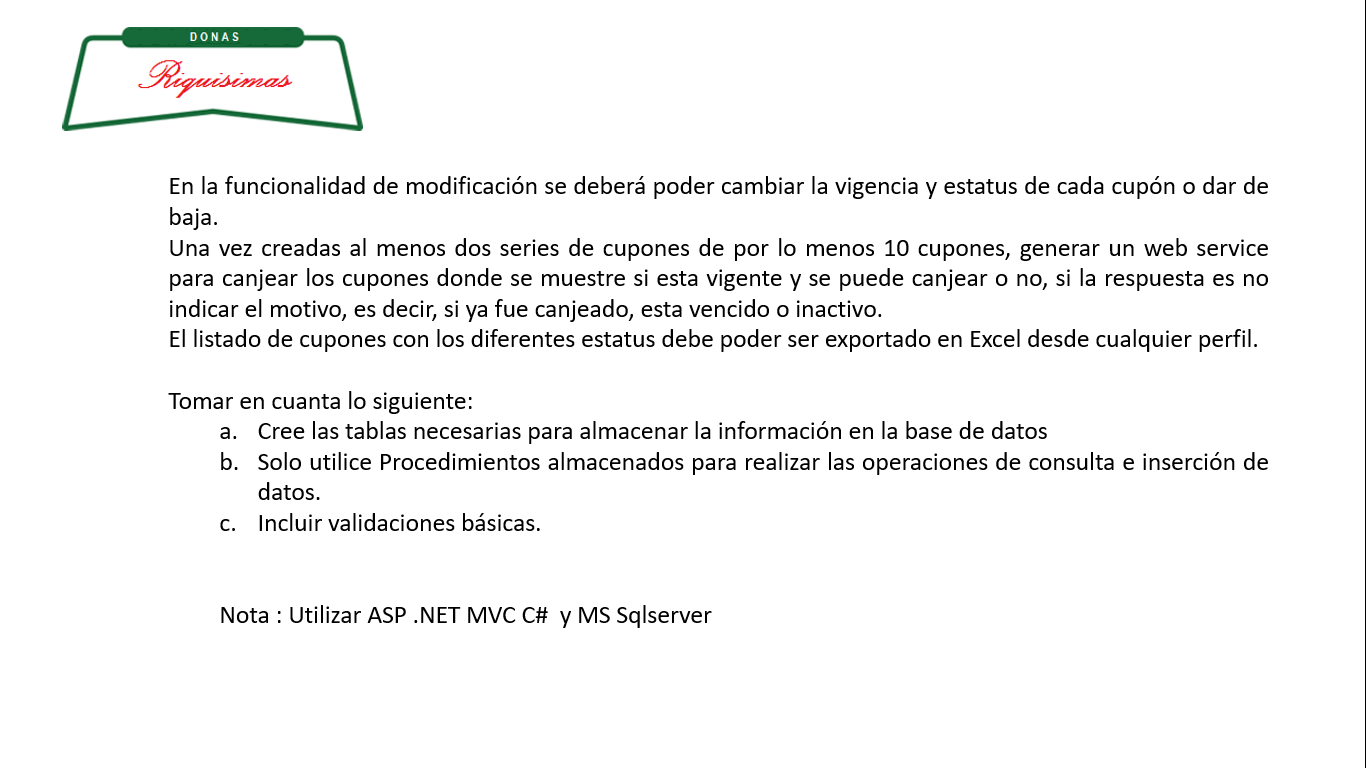 DONAS
Riquisimas
En la funcionalidad de modificación se deberá poder cambiar la vigencia y estatus de cada cupón o dar de
baja.
Una vez creadas al menos dos series de cupones de por lo menos 10 cupones, generar un web service
para canjear los cupones donde se muestre si esta vigente y se puede canjear o no, si la respuesta es no
indicar el motivo, es decir, si ya fue canjeado, esta vencido o inactivo.
El listado de cupones con los diferentes estatus debe poder ser exportado en Excel desde cualquier perfil.
Tomar en cuanta lo siguiente:
a. Cree las tablas necesarias para almacenar la información en la base de datos
b. Solo utilice Procedimientos almacenados para realizar las operaciones de consulta e inserción de
datos.
c. Incluir validaciones básicas.
Nota : Utilizar ASP .NET MVC C# y MS Sqlserver